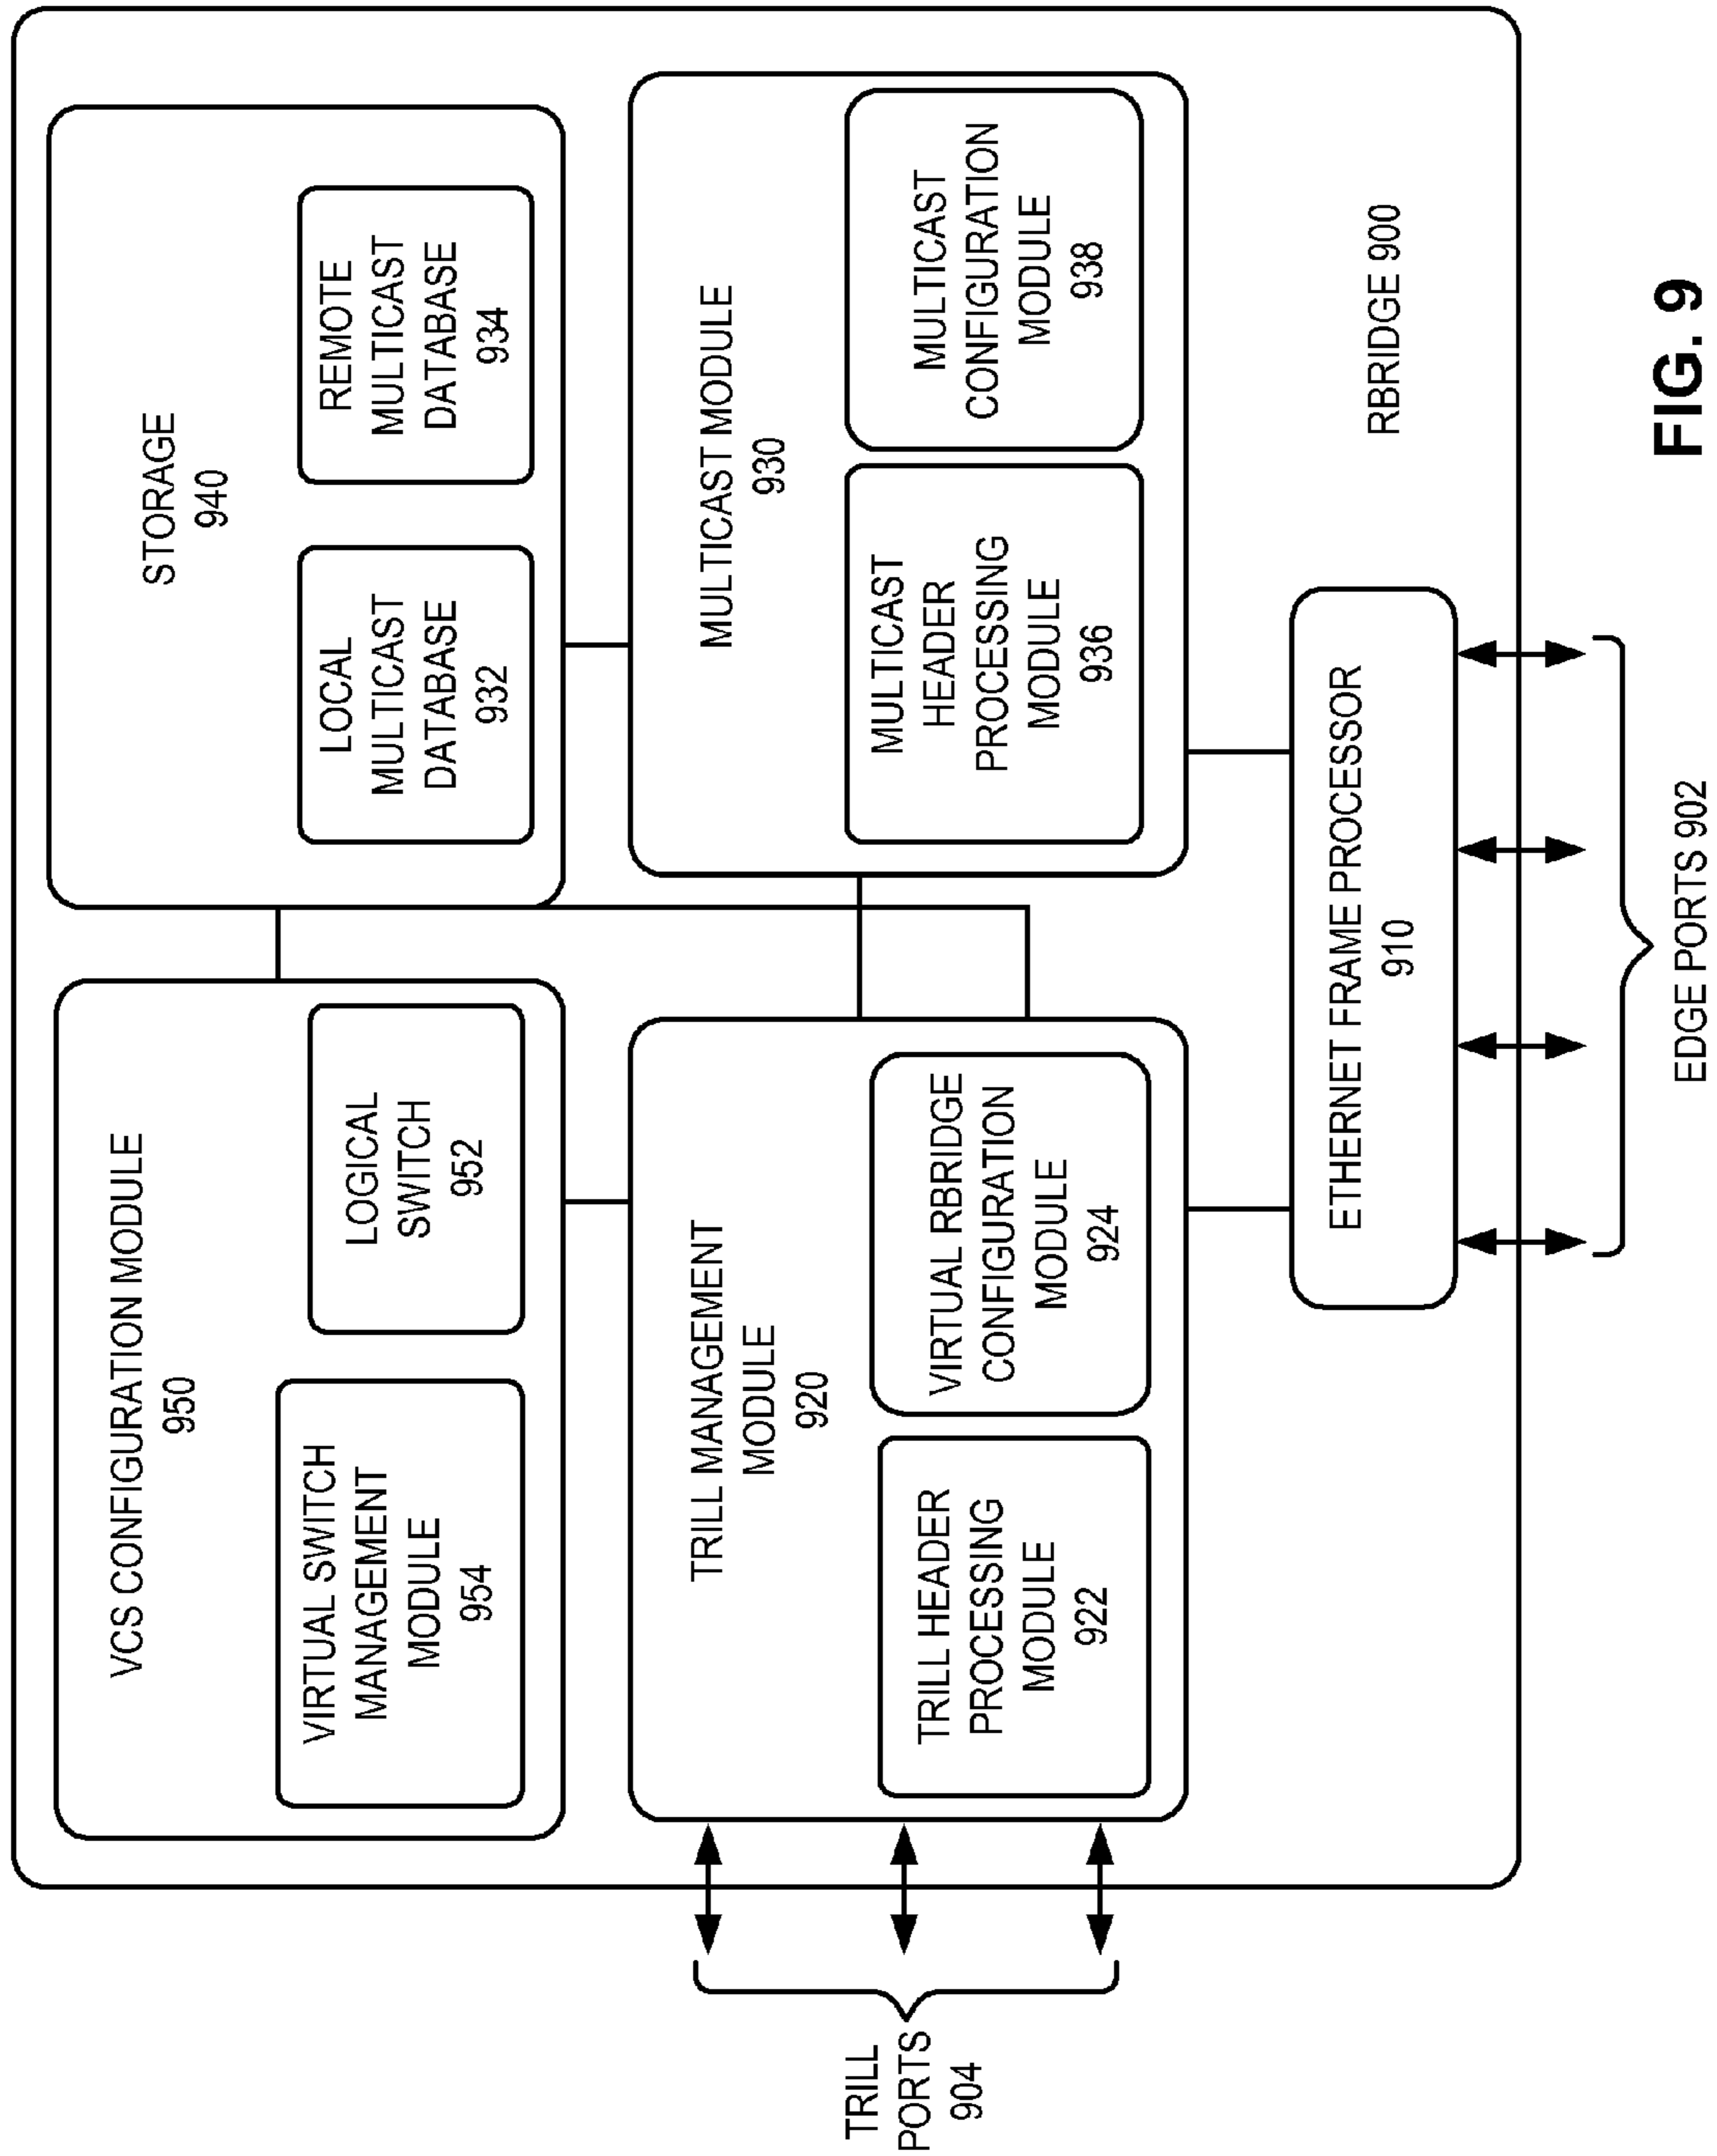 VCS CONFIGURATION MODULE
950
VIRTUAL SWITCH
MANAGEMENT
MODULE
954
LOGICAL
SWITCH
952
STORAGE
940
LOCAL
MULTICAST
DATABASE
932
REMOTE
MULTICAST
DATABASE
934
TRILL MANAGEMENT
MODULE
920
TRILL HEADER
PROCESSING
MODULE
922
VIRTUAL RBRIDGE
CONFIGURATION
MODULE
924
MULTICAST MODULE
930
MULTICAST
HEADER
PROCESSING
MODULE
936
MULTICAST
CONFIGURATION
MODULE
938
TRILL
PORTS
904
ETHERNET FRAME PROCESSOR
910
RBRIDGE 900
EDGE PORTS 902
FIG. 9